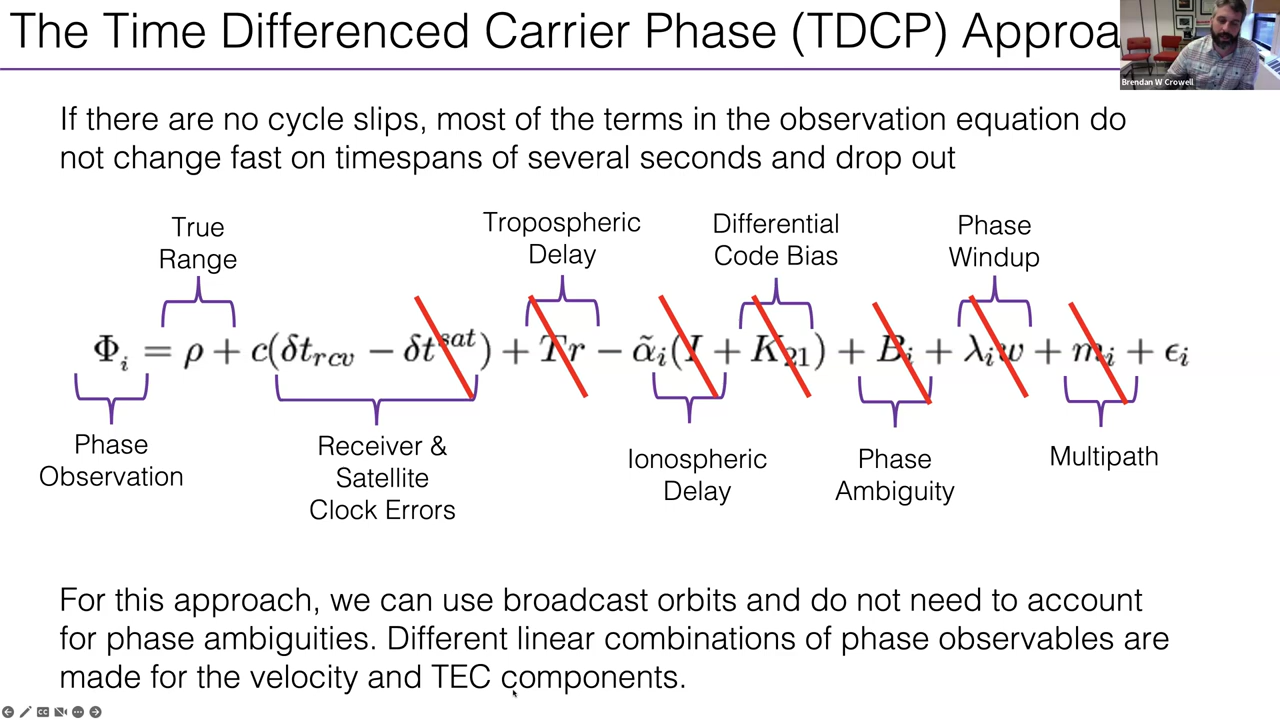 The Time Differenced Carrier Phase (TDCP) Approa
Brendan W Crowell
If there are no cycle slips, most of the terms in the observation equation do
not change fast on timespans of several seconds and drop out
True
Range
Tropospheric
Delay
Differential
Code Bias
Phase
Windup
Φᵢ = ρ + c(δt_rcv − δt^sat) + Tr − α̃ᵢ(I + K₂₁) + Bᵢ + λᵢw + mᵢ + ϵᵢ
Phase
Observation
Receiver &
Satellite
Clock Errors
Ionospheric
Delay
Phase
Ambiguity
Multipath
For this approach, we can use broadcast orbits and do not need to account
for phase ambiguities. Different linear combinations of phase observables are
made for the velocity and TEC components.